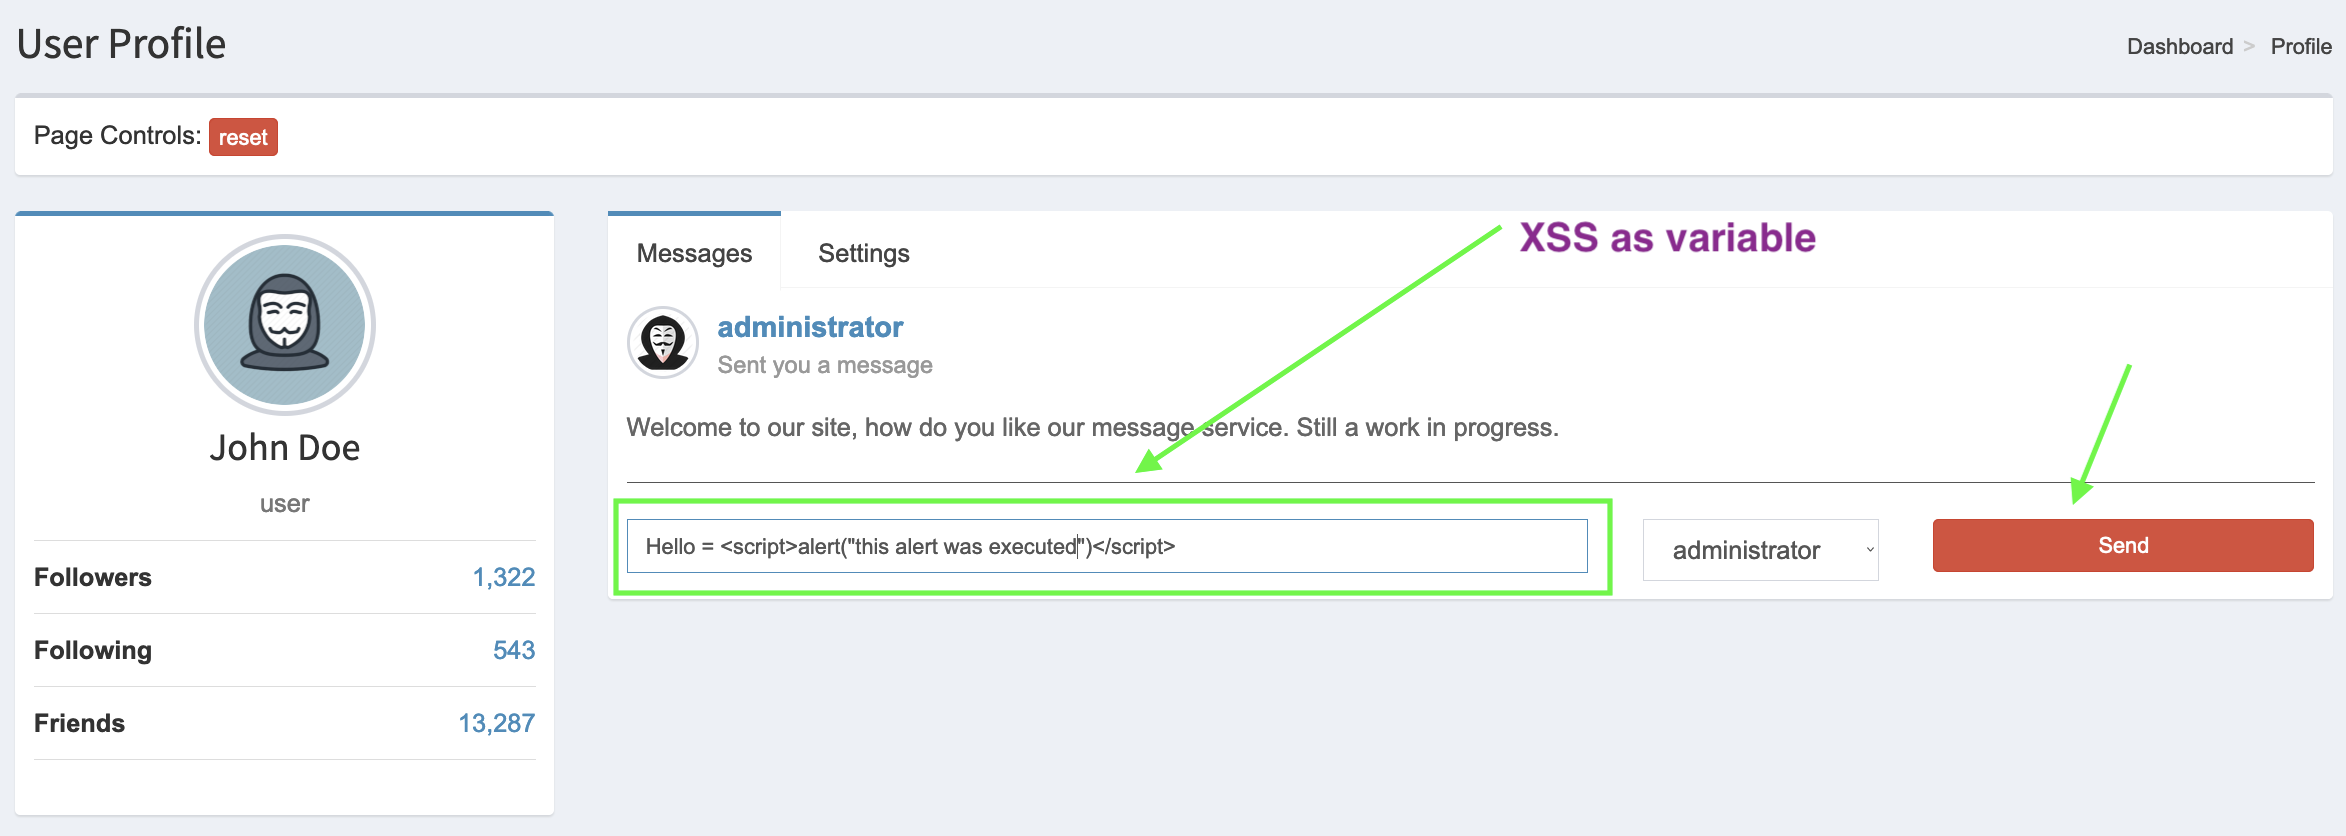 User Profile
Dashboard > Profile
Page Controls: reset
John Doe
user
Followers 1,322
Following 543
Friends 13,287
Messages Settings
XSS as variable
administrator
Sent you a message
Welcome to our site, how do you like our message service. Still a work in progress.
Hello = <script>alert("this alert was executed")</script>
administrator
Send